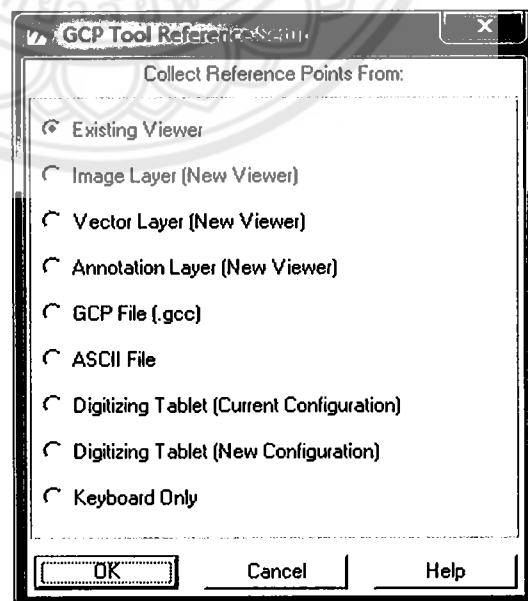 GCP Tool Reference Setup
Collect Reference Points From:
Existing Viewer
Image Layer (New Viewer)
Vector Layer (New Viewer)
Annotation Layer (New Viewer)
GCP File (.gcc)
ASCII File
Digitizing Tablet (Current Configuration)
Digitizing Tablet (New Configuration)
Keyboard Only
OK Cancel Help